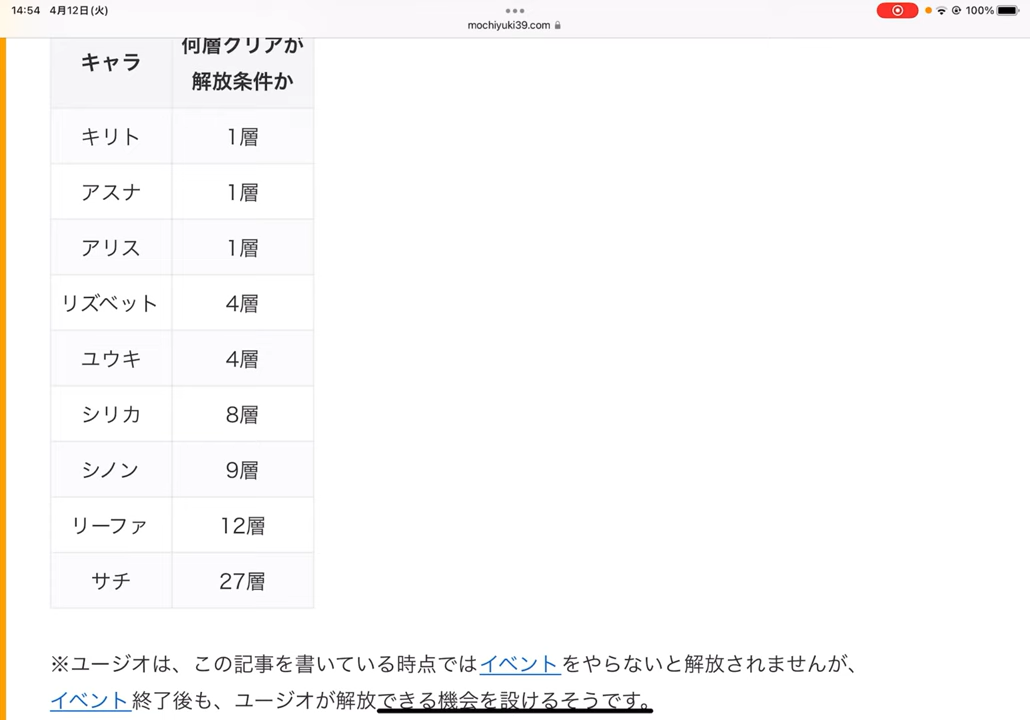 14:54 4月12日(火)
100%
mochiyuki39.com
キャラ
何層クリアが
解放条件か
キリト 1層
アスナ 1層
アリス 1層
リズベット 4層
ユウキ 4層
シリカ 8層
シノン 9層
リーファ 12層
サチ 27層
※ユージオは、この記事を書いている時点ではイベントをやらないと解放されませんが、
イベント終了後も、ユージオが解放できる機会を設けるそうです。